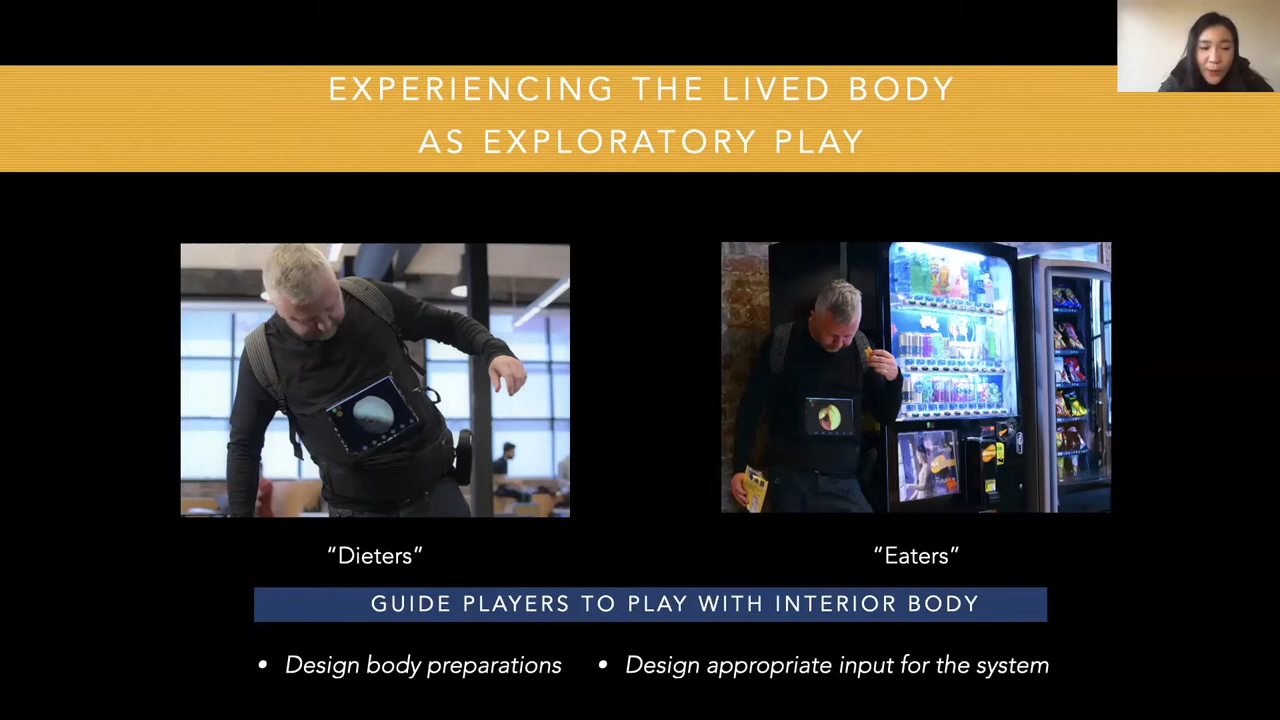 EXPERIENCING THE LIVED BODY
AS EXPLORATORY PLAY
“Dieters”
“Eaters”
GUIDE PLAYERS TO PLAY WITH INTERIOR BODY
• Design body preparations
• Design appropriate input for the system